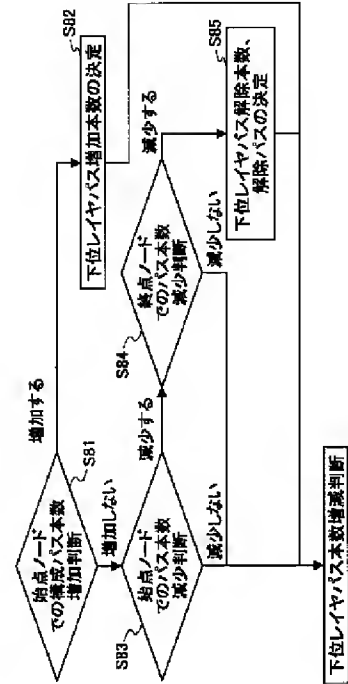 始点ノード
での構成パス本数
増加判断
S81
増加する
S82
下位レイヤパス増加本数の決定
増加しない
始点ノード
でのパス本数
減少判断
S83
減少する
減少しない
終点ノード
でのパス本数
減少判断
S84
減少する
減少しない
S85
下位レイヤパス解除本数、
解除パスの決定
下位レイヤパス本数増減判断